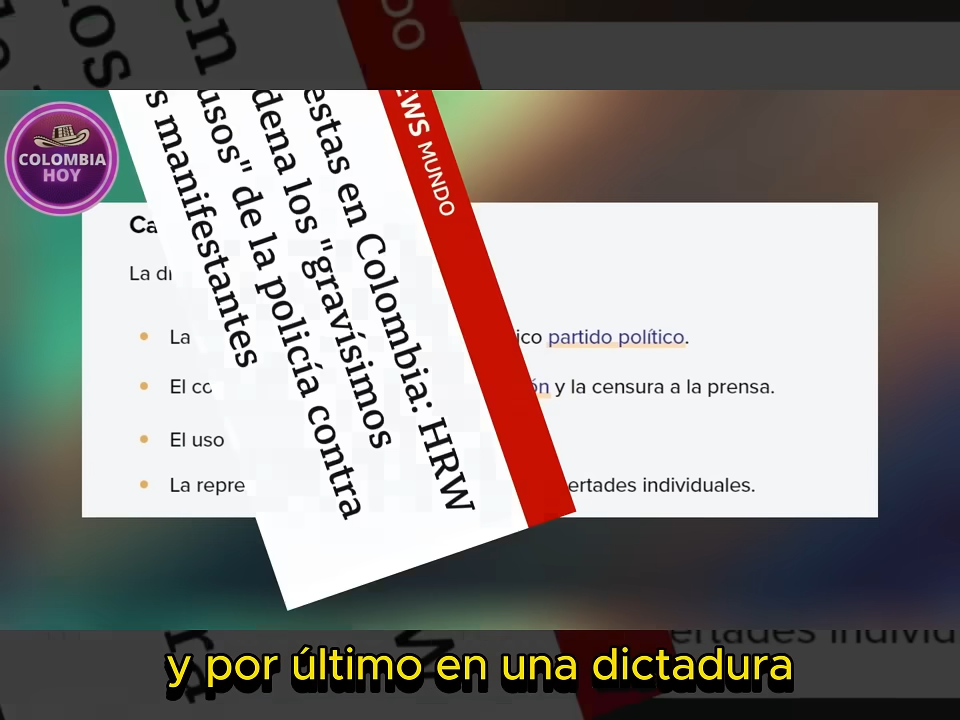 COLOMBIA
HOY
EWS MUNDO
estas en Colombia: HRW
dena los "gravísimos
usos" de la policía contra
s manifestantes
Ca
La di
La
ico partido político.
El co
ón y la censura a la prensa.
El uso
La repre
ertades individuales.
y por último en una dictadura